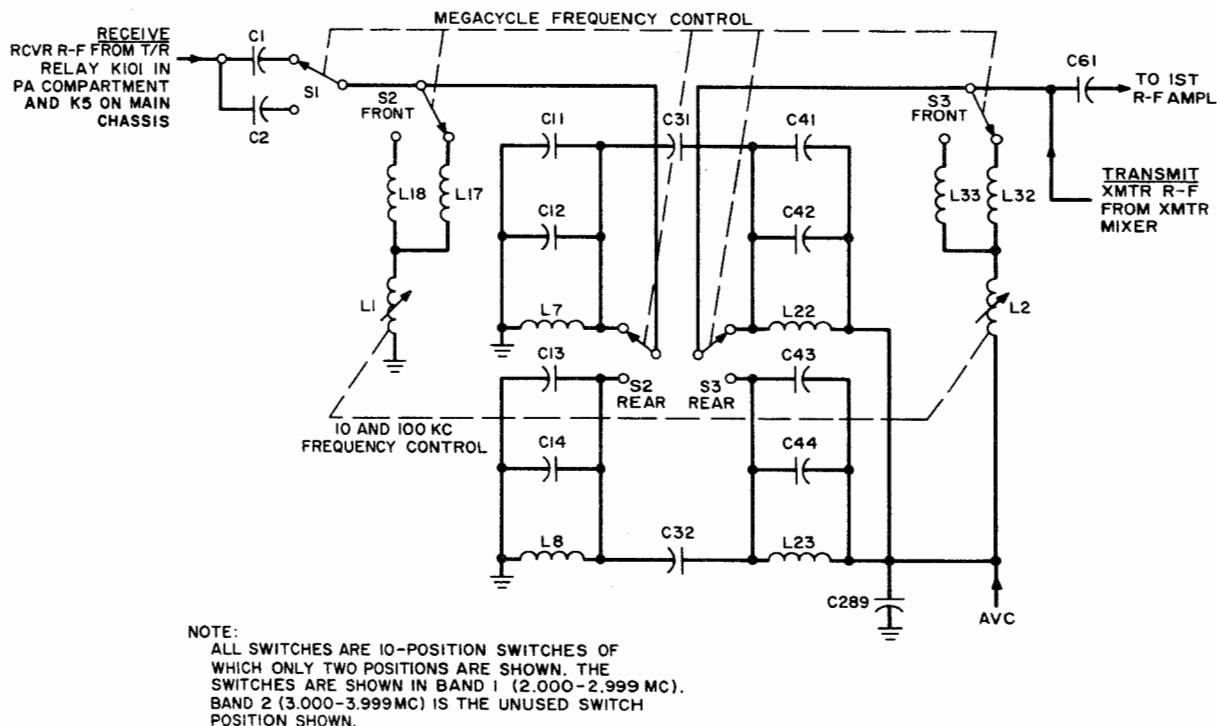 MEGACYCLE FREQUENCY CONTROL
RECEIVE
RCVR R-F FROM T/R
RELAY K101 IN
PA COMPARTMENT
AND K5 ON MAIN
CHASSIS
C1
S1
C2
S2
FRONT
L18
L17
L1
C11
C31
C41
C12
C42
L7
L22
C13
C43
S2
REAR
S3
REAR
C14
C44
L8
C32
L23
C289
S3
FRONT
L33
L32
L2
C61
TO 1ST
R-F AMPL
TRANSMIT
XMTR R-F
FROM XMTR
MIXER
10 AND 100 KC
FREQUENCY CONTROL
AVC
NOTE:
ALL SWITCHES ARE 10-POSITION SWITCHES OF
WHICH ONLY TWO POSITIONS ARE SHOWN. THE
SWITCHES ARE SHOWN IN BAND 1 (2.000-2.999 MC).
BAND 2 (3.000-3.999MC) IS THE UNUSED SWITCH
POSITION SHOWN.